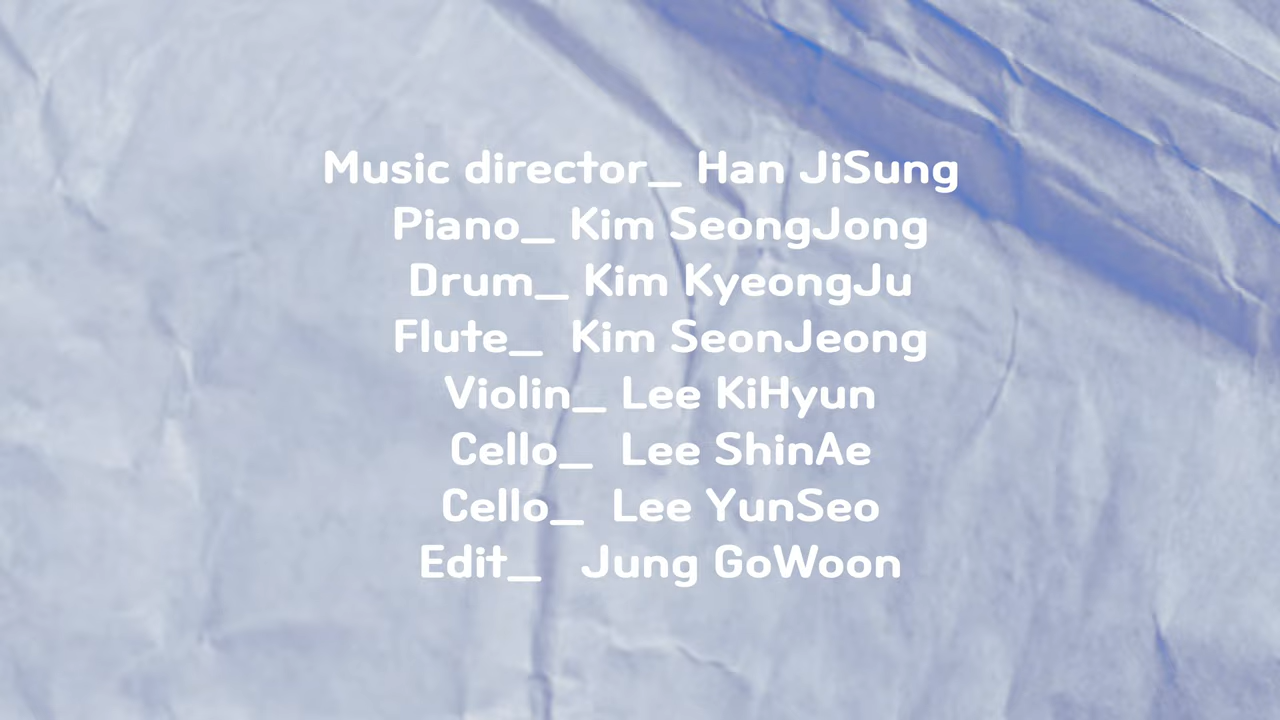 Music director_ Han JiSung
Piano_ Kim SeongJong
Drum_ Kim KyeongJu
Flute_ Kim SeonJeong
Violin_ Lee KiHyun
Cello_ Lee ShinAe
Cello_ Lee YunSeo
Edit_ Jung GoWoon